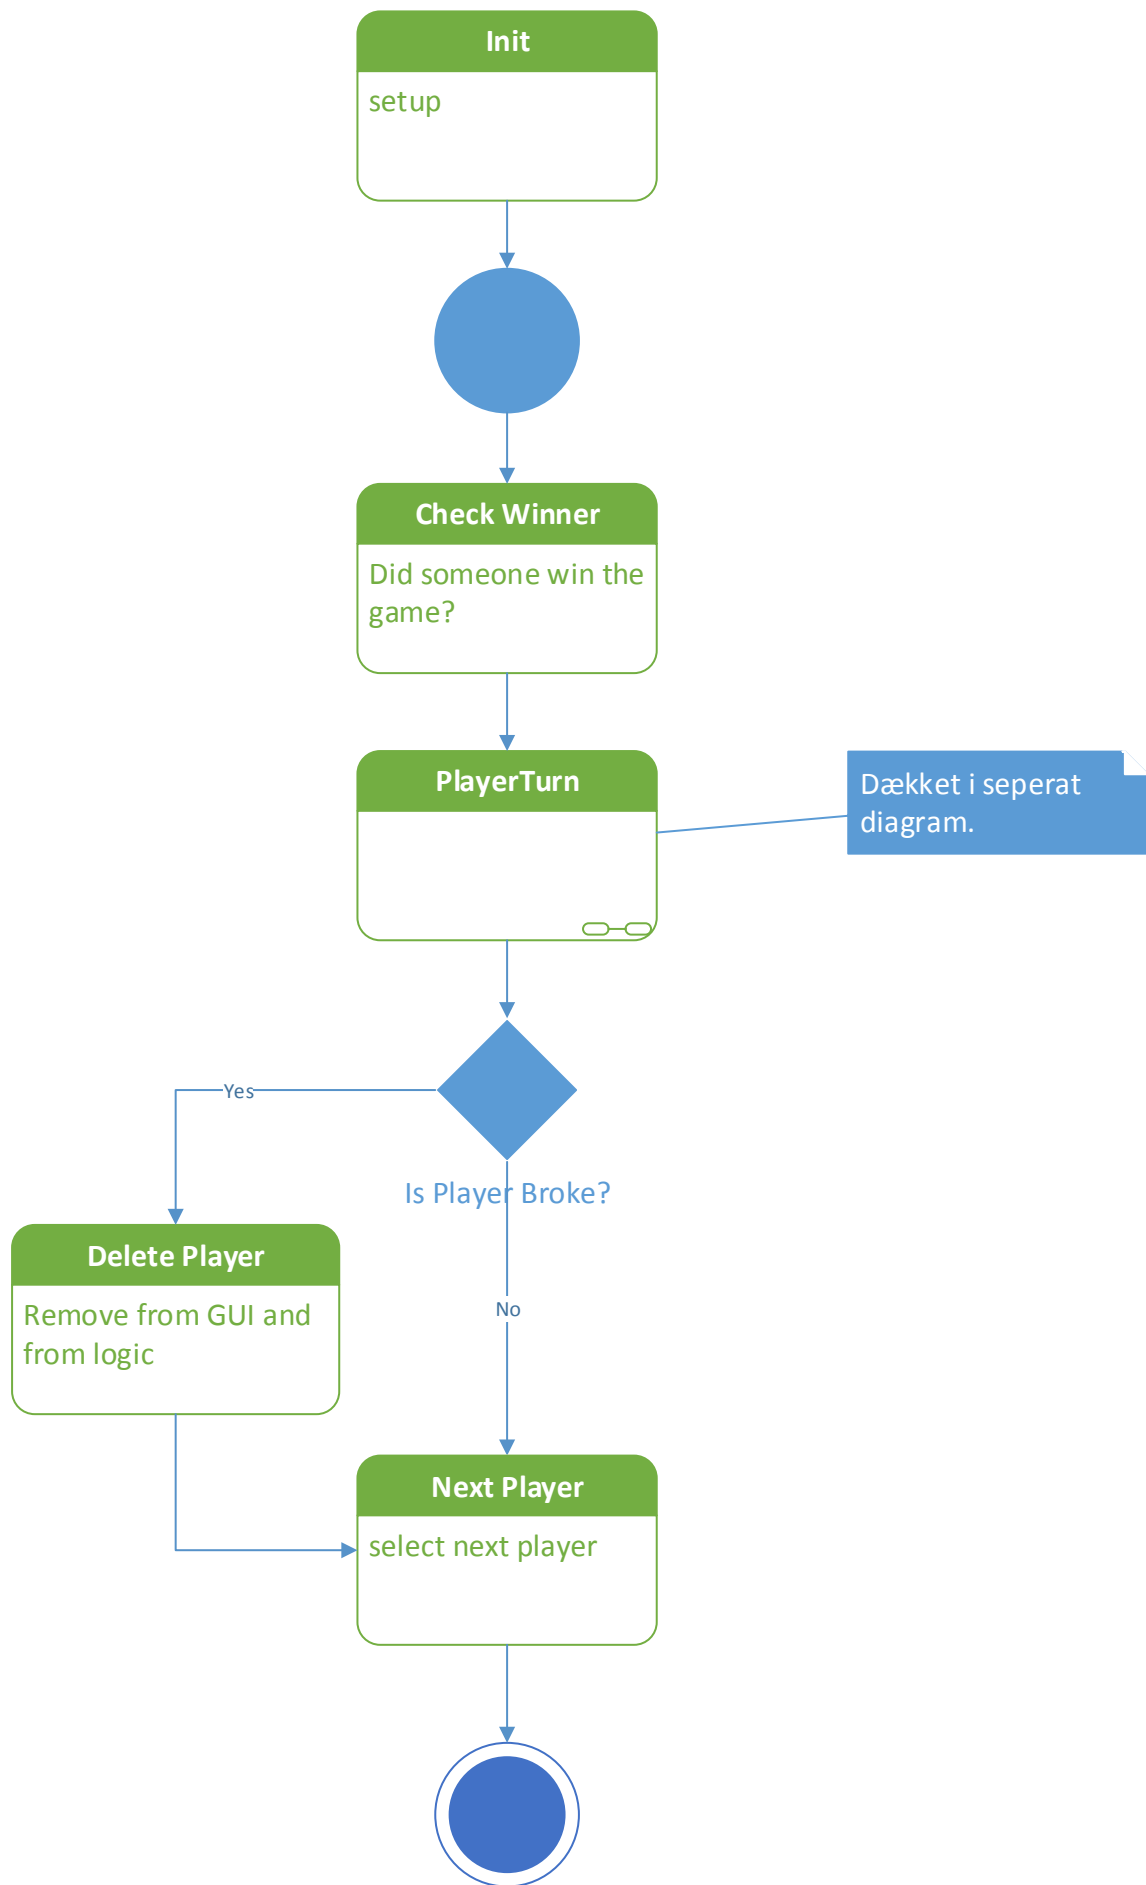 Init
setup
Check Winner
Did someone win the
game?
PlayerTurn
Dækket i seperat
diagram.
Yes
Is Player Broke?
Delete Player
Remove from GUI and
from logic
No
Next Player
select next player